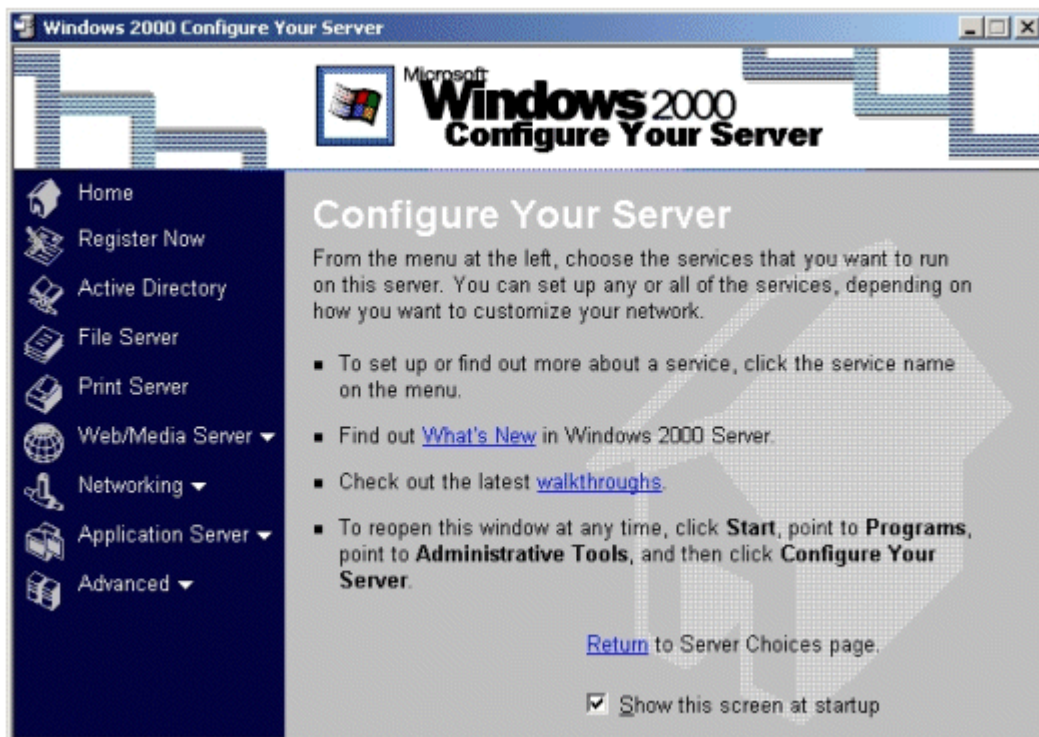 Windows 2000 Configure Your Server
Microsoft
Windows 2000
Configure Your Server
Home
Register Now
Active Directory
File Server
Print Server
Web/Media Server
Networking
Application Server
Advanced
Configure Your Server
From the menu at the left, choose the services that you want to run
on this server. You can set up any or all of the services, depending on
how you want to customize your network.
To set up or find out more about a service, click the service name
on the menu.
Find out What's New in Windows 2000 Server.
Check out the latest walkthroughs.
To reopen this window at any time, click Start, point to Programs,
point to Administrative Tools, and then click Configure Your
Server.
Return to Server Choices page.
Show this screen at startup